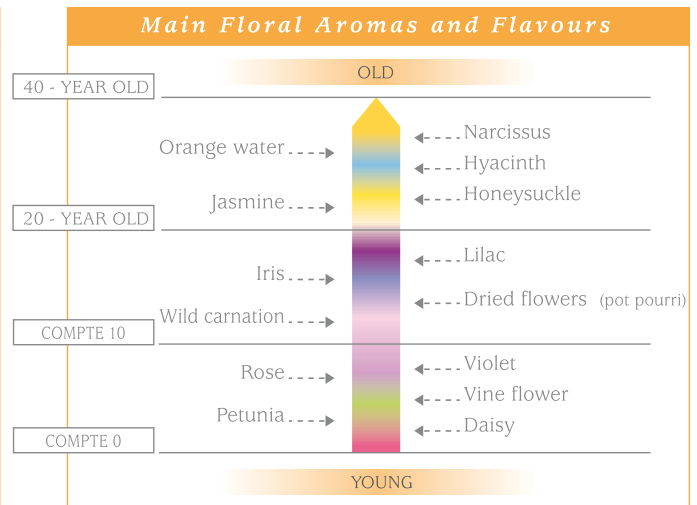 Main Floral Aromas and Flavours
OLD
40 - YEAR OLD
Narcissus
Orange water
Hyacinth
Honeysuckle
Jasmine
20 - YEAR OLD
Lilac
Iris
Dried flowers (pot pourri)
Wild carnation
COMPTE 10
Violet
Rose
Vine flower
Petunia
Daisy
COMPTE 0
YOUNG